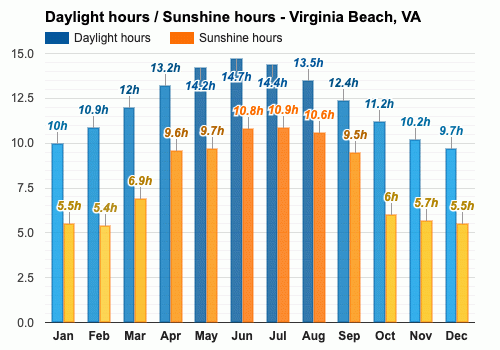 Daylight hours / Sunshine hours - Virginia Beach, VA
Daylight hours Sunshine hours
15.0
12.5
10.0
7.5
5.0
2.5
0.0
10h 10.9h 12h 13.2h 14.2h 14.7h 14.4h 13.5h 12.4h 11.2h 10.2h 9.7h
5.5h 5.4h 6.9h 9.6h 9.7h 10.8h 10.9h 10.6h 9.5h 6h 5.7h 5.5h
Jan Feb Mar Apr May Jun Jul Aug Sep Oct Nov Dec